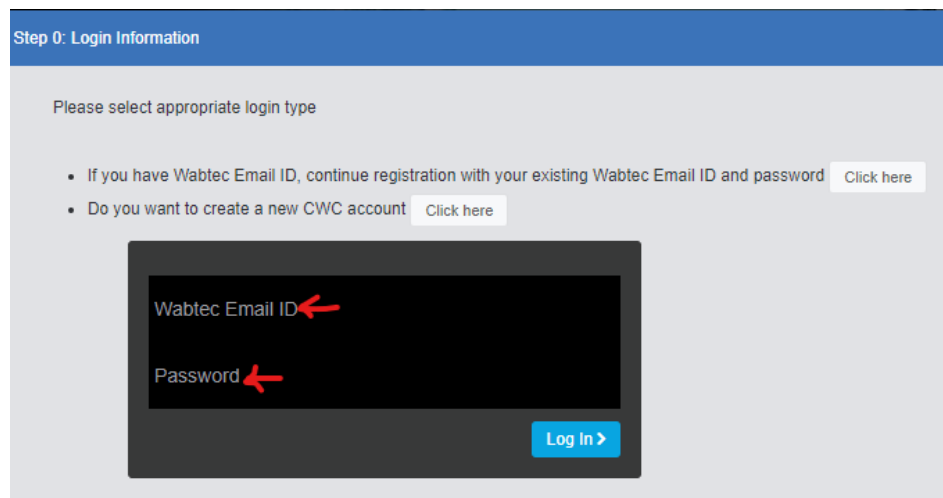 Step 0: Login Information
Please select appropriate login type
If you have Wabtec Email ID, continue registration with your existing Wabtec Email ID and password Click here
Do you want to create a new CWC account Click here
Wabtec Email ID
Password
Log In